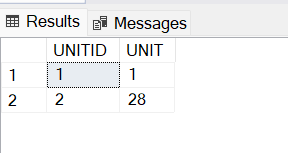 Results Messages
UNITID UNIT
1 1 1
2 2 28